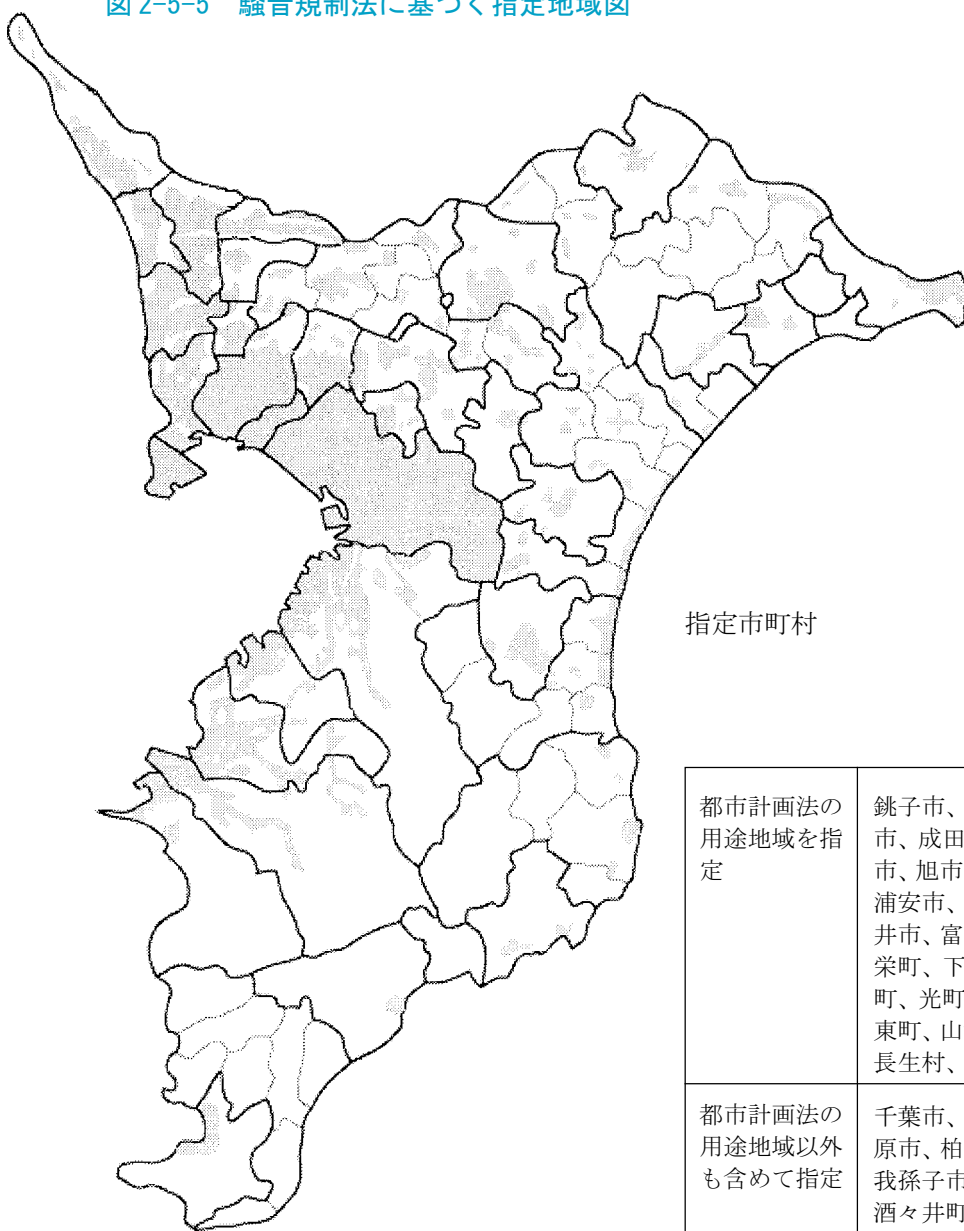 図 2-5-5 騒音規制法に基づく指定地域図
指定市町村
都市計画法の
用途地域を指
定
銚子市、
市、成田
市、旭市
浦安市、
井市、富
栄町、下
町、光町
東町、山
長生村、
都市計画法の
用途地域以外
も含めて指定
千葉市、
原市、柏
我孫子市
酒々井町